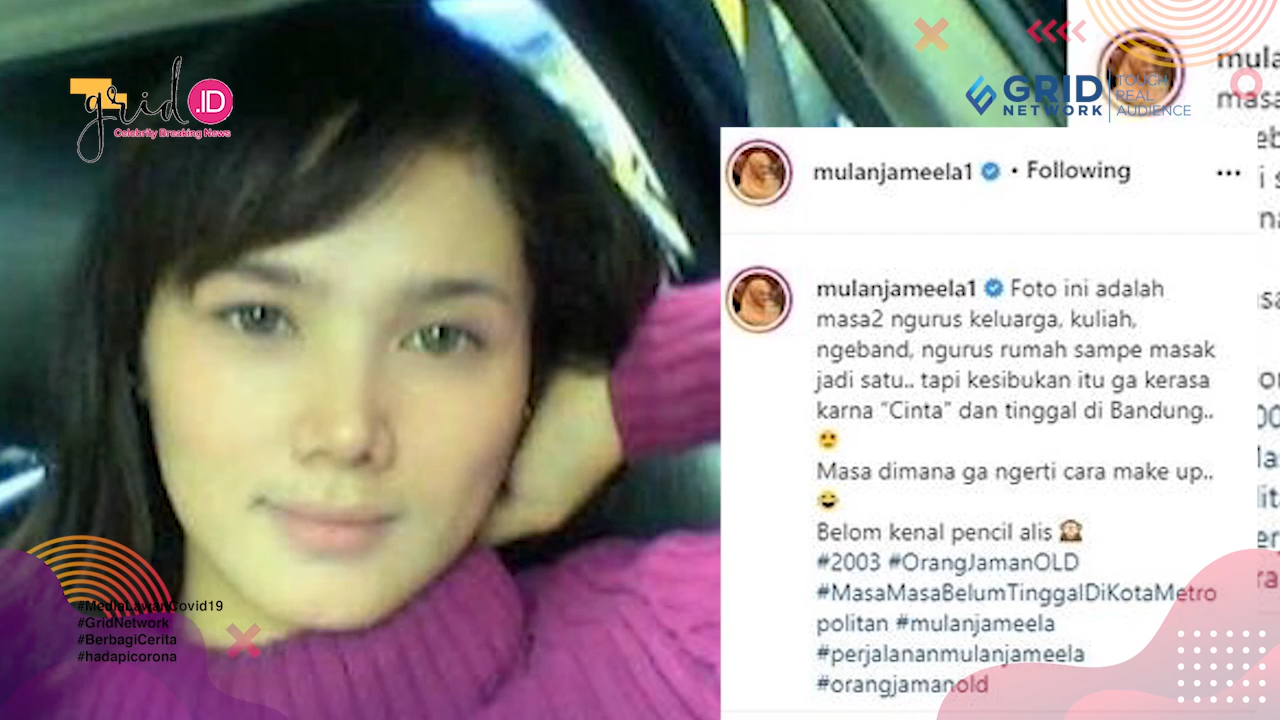 grid .ID
Celebrity Breaking News
GRID NETWORK
TOUCH REAL AUDIENCE
mulanjameela1 • Following
mulanjameela1 Foto ini adalah
masa2 ngurus keluarga, kuliah,
ngeband, ngurus rumah sampe masak
jadi satu.. tapi kesibukan itu ga kerasa
karna "Cinta" dan tinggal di Bandung..
🙂
Masa dimana ga ngerti cara make up..
😄
Belom kenal pencil alis 🙈
#2003 #OrangJamanOLD
#MasaMasaBelumTinggalDiKotaMetro
politan #mulanjameela
#perjalananmulanjameela
#orangjamanold
#MediaLawanCovid19
#GridNetwork
#BerbagiCerita
#hadapicorona